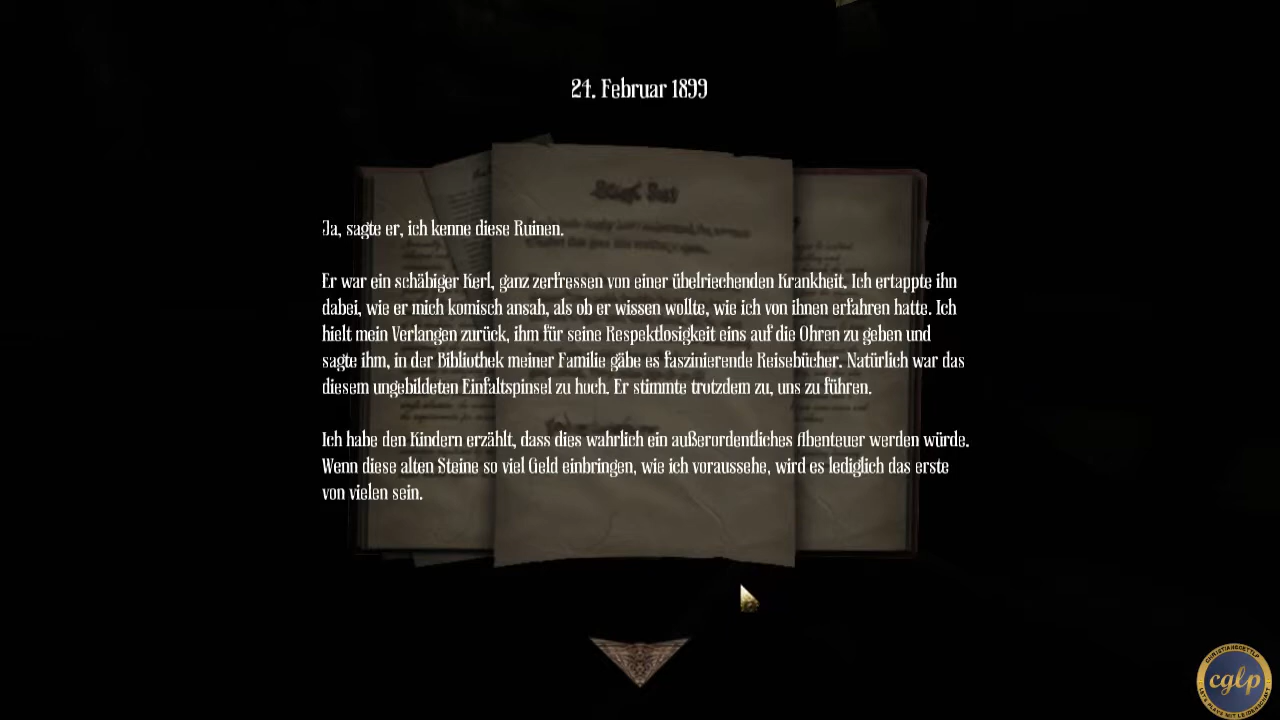 24. Februar 1899
Ja, sagte er, ich kenne diese Ruinen.
Er war ein schäbiger Kerl, ganz zerfressen von einer übelriechenden Krankheit. Ich ertappte ihn
dabei, wie er mich komisch ansah, als ob er wissen wollte, wie ich von ihnen erfahren hatte. Ich
hielt mein Verlangen zurück, ihm für seine Respektlosigkeit eins auf die Ohren zu geben und
sagte ihm, in der Bibliothek meiner Familie gäbe es faszinierende Reisebücher. Natürlich war das
diesem ungebildeten Einfaltspinsel zu hoch. Er stimmte trotzdem zu, uns zu führen.
Ich habe den Kindern erzählt, dass dies wahrlich ein außerordentliches Abenteuer werden würde.
Wenn diese alten Steine so viel Geld einbringen, wie ich voraussehe, wird es lediglich das erste
von vielen sein.
cglp